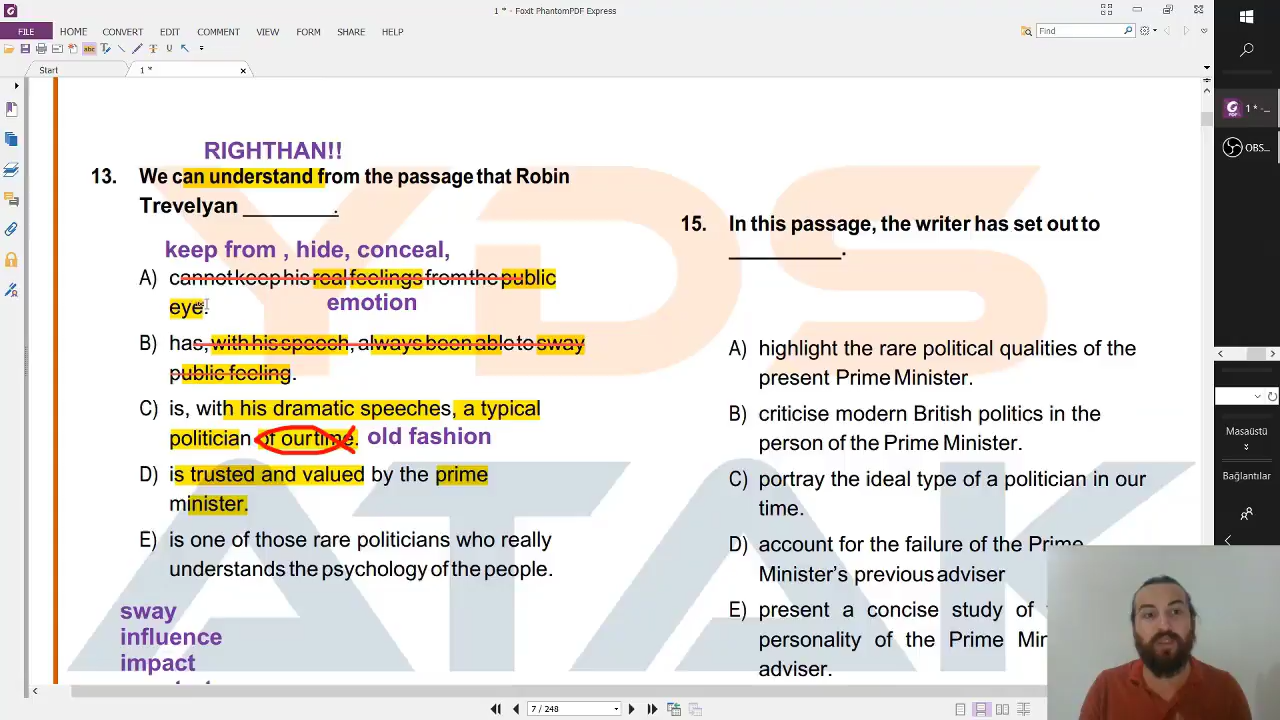 1 * - Foxit PhantomPDF Express
FILE HOME CONVERT EDIT COMMENT VIEW FORM SHARE HELP
Find
Start 1 *
RIGHTHAN!!
13. We can understand from the passage that Robin
Trevelyan ________.
keep from , hide, conceal,
A) cannot keep his real feelings from the public
eye.
emotion
B) has, with his speech, always been able to sway
public feeling.
C) is, with his dramatic speeches, a typical
politician of our time. old fashion
D) is trusted and valued by the prime
minister.
E) is one of those rare politicians who really
understands the psychology of the people.
sway
influence
impact
15. In this passage, the writer has set out to
________.
A) highlight the rare political qualities of the
present Prime Minister.
B) criticise modern British politics in the
person of the Prime Minister.
C) portray the ideal type of a politician in our
time.
D) account for the failure of the Prime
Minister's previous adviser
E) present a concise study of
personality of the Prime
adviser.
YDS
ATAK
7 / 248
1 * -...
OBS...
Masaüstü
Bağlantılar